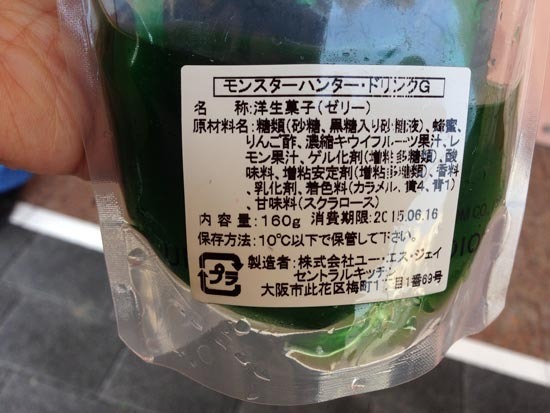 モンスターハンター・ドリンクG
名　称:洋生菓子(ゼリー)
原材料名:糖類(砂糖、黒糖入り砂糖液)、蜂蜜、
りんご酢、濃縮キウイフルーツ果汁、レ
モン果汁、ゲル化剤(増粘多糖類)、酸
味料、増粘安定剤(増粘多糖類)、香料、
乳化剤、着色料(カラメル、黄4、青1)、
甘味料(スクラロース)
内 容 量:160g 消費期限:2015.06.16
保存方法:10℃以下で保管して下さい。
プラ
製造者:株式会社ユー・エス・ジェイ
セントラルキッチン
大阪市此花区梅町1丁目1番69号